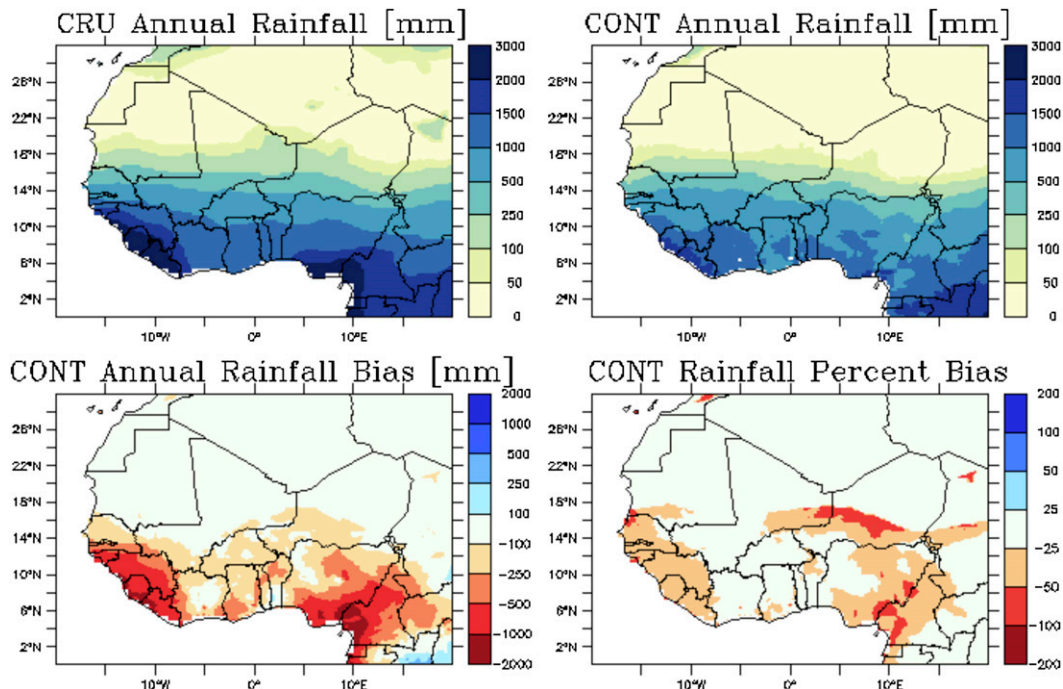 CRU Annual Rainfall [mm]
CONT Annual Rainfall [mm]
26°N
22°N
18°N
14°N
10°N
6°N
2°N
10°W
0°
10°E
3000
2000
1500
1000
500
250
100
50
0
26°N
22°N
18°N
14°N
10°N
6°N
2°N
10°W
0°
10°E
3000
2000
1500
1000
500
250
100
50
0
CONT Annual Rainfall Bias [mm]
CONT Rainfall Percent Bias
26°N
22°N
18°N
14°N
10°N
6°N
2°N
10°W
0°
10°E
2000
1000
500
250
100
-100
-250
-500
-1000
-2000
26°N
22°N
18°N
14°N
10°N
6°N
2°N
10°W
0°
10°E
200
100
50
25
-25
-50
-100
-200